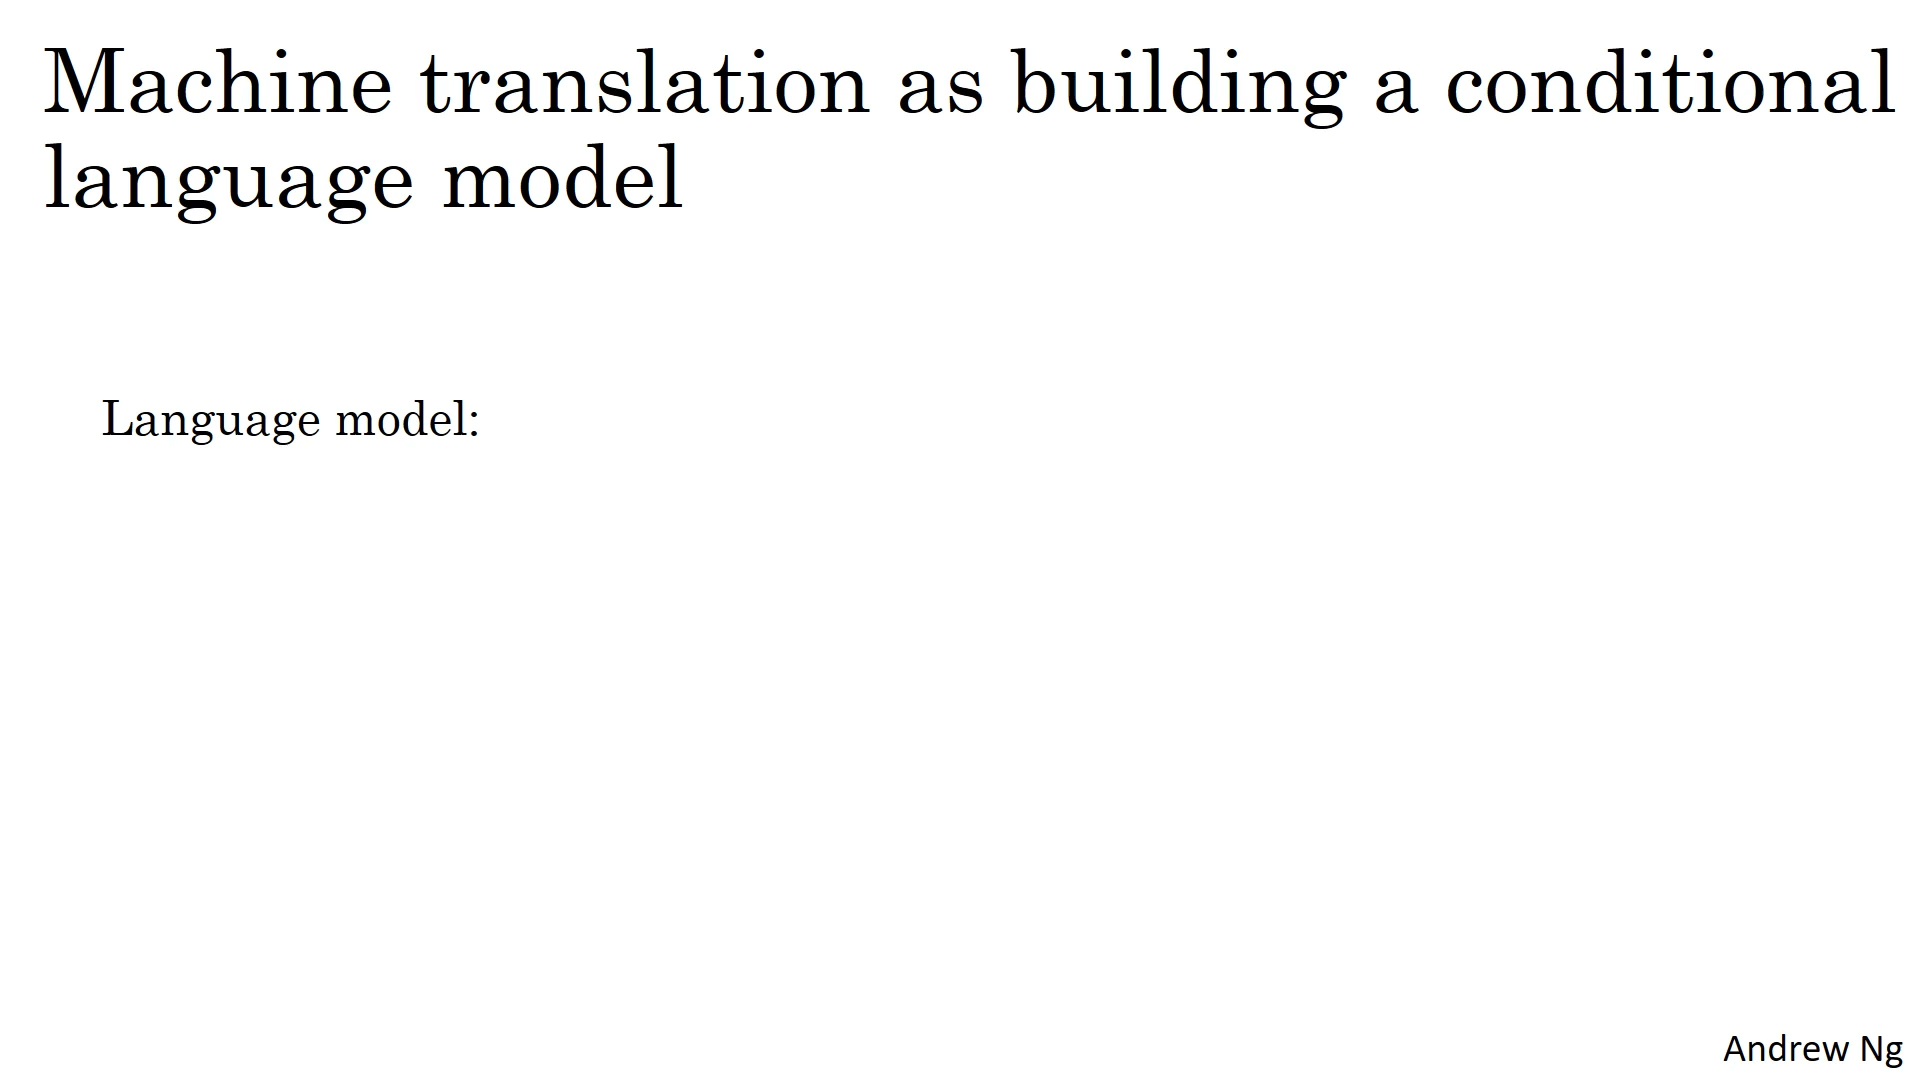 Machine translation as building a conditional
language model
Language model:
Andrew Ng